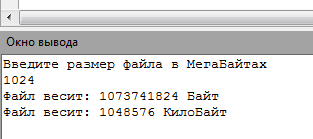 Окно вывода
Введите размер файла в МегаБайтах
1024
Файл весит: 1073741824 Байт
Файл весит: 1048576 КилоБайт